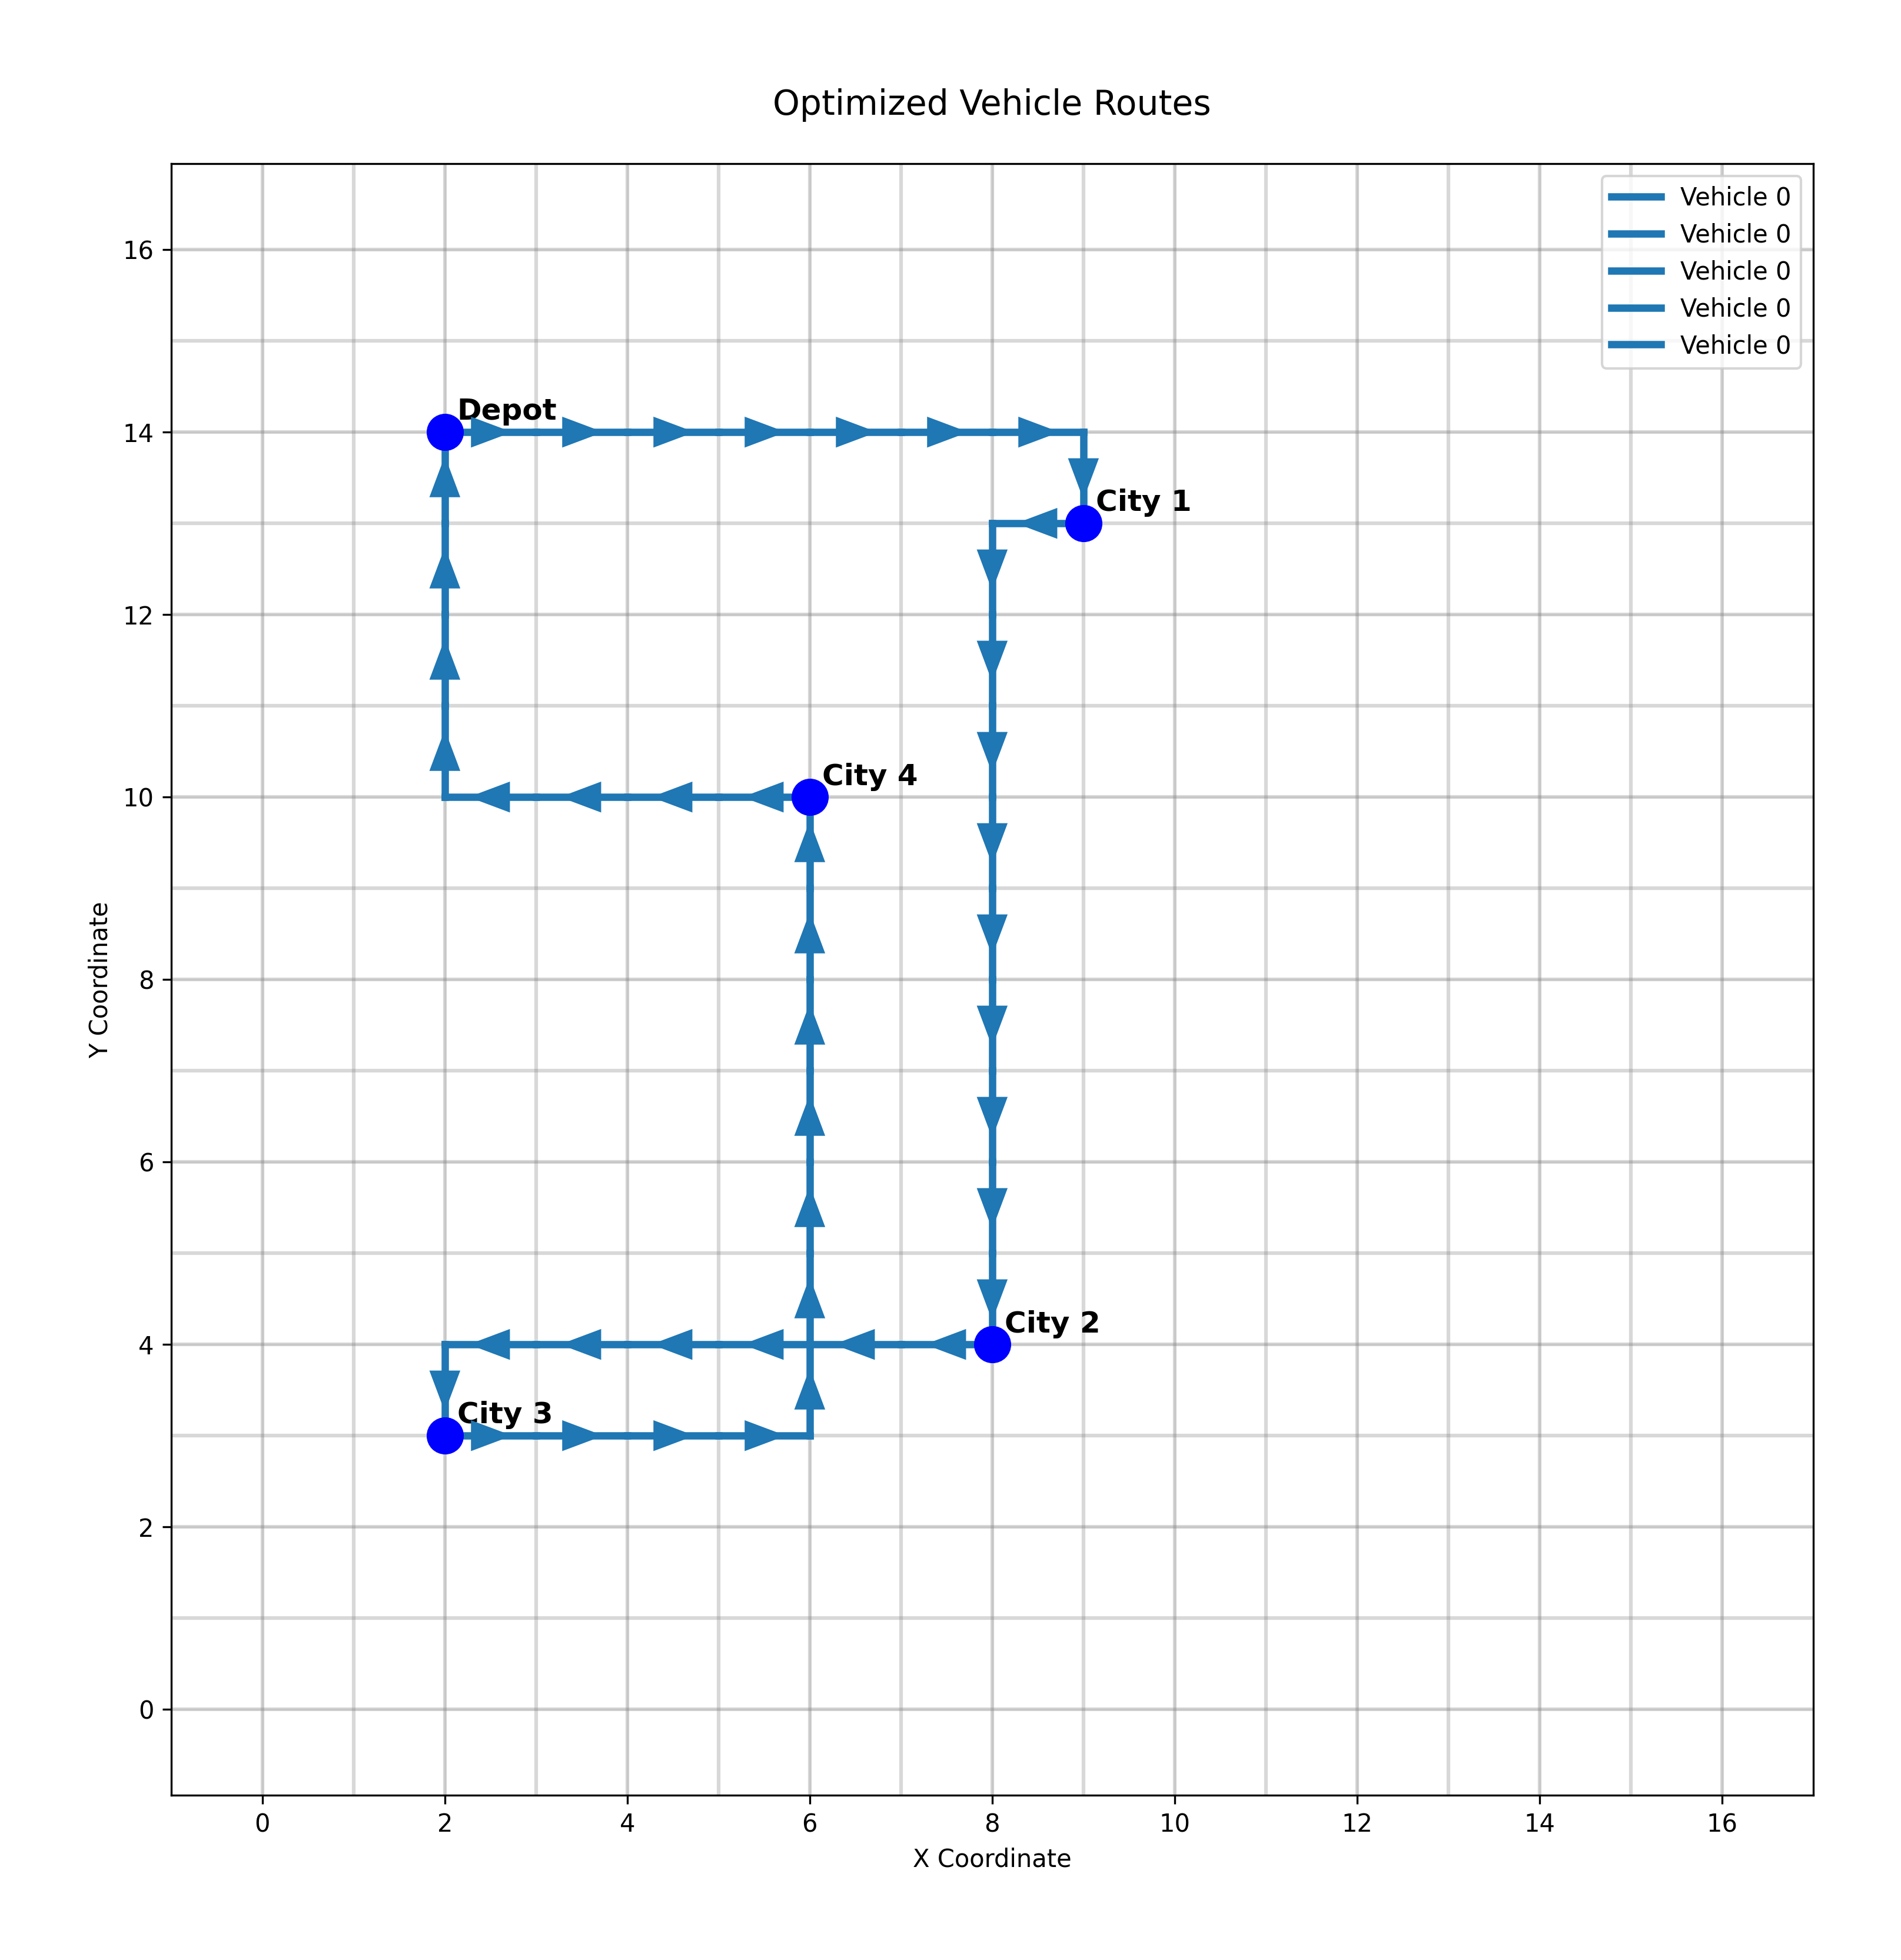 Optimized Vehicle Routes
Vehicle 0
Vehicle 0
Vehicle 0
Vehicle 0
Vehicle 0
16
14
12
10
8
6
4
2
0
Y Coordinate
Depot
City 1
City 4
City 2
City 3
0 2 4 6 8 10 12 14 16
X Coordinate